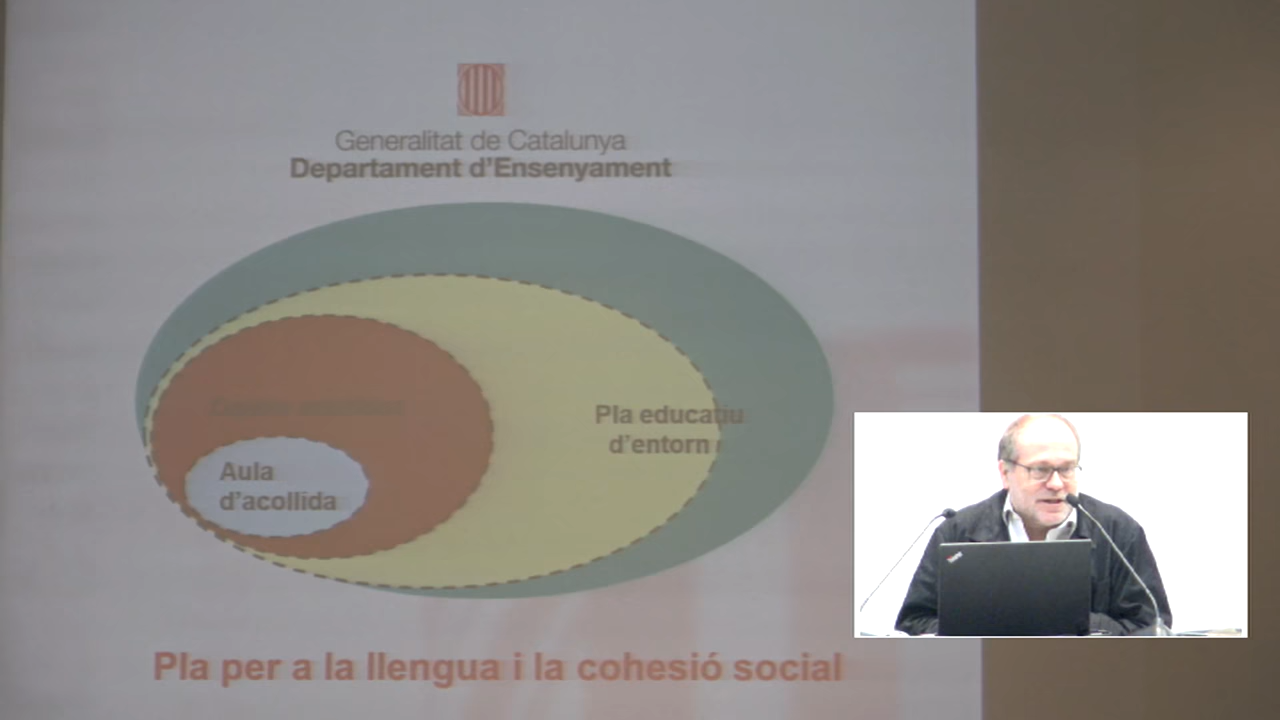 Generalitat de Catalunya
Departament d'Ensenyament
Pla educatiu
d'entorn
Aula
d'acollida
Pla per a la llengua i la cohesió social